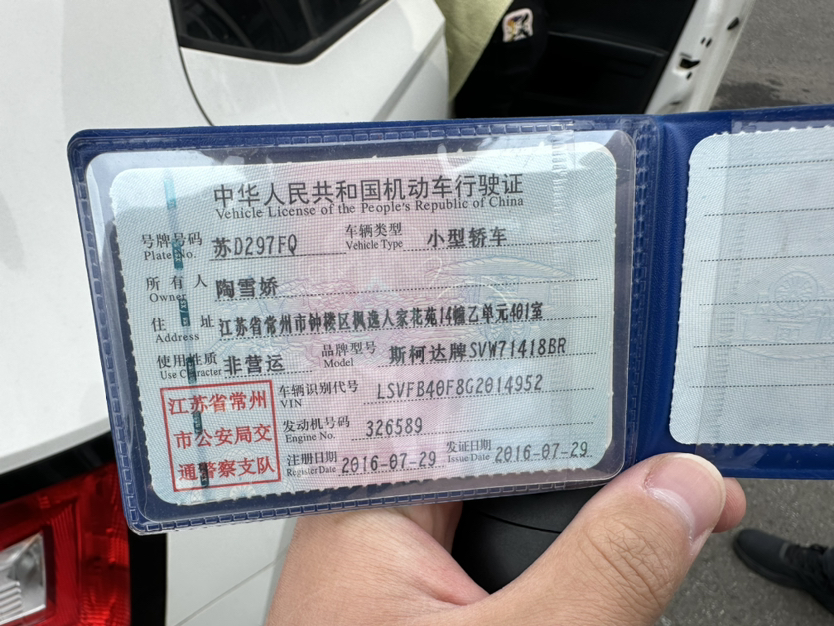 中华人民共和国机动车行驶证
Vehicle License of the People's Republic of China
号牌号码 苏D297FQ 车辆类型 小型轿车
Plate No. Vehicle Type
所有人 陶雪娇
Owner
住址 江苏省常州市钟楼区枫逸人家花苑14幢乙单元401室
Address
使用性质 非营运 品牌型号 斯柯达牌SVW71418BR
Use Character Model
江苏省常州
市公安局交
通警察支队
车辆识别代号 LSVFB40F8G2014952
VIN
发动机号码 326589
Engine No.
注册日期 2016-07-29 发证日期 2016-07-29
Register Date Issue Date